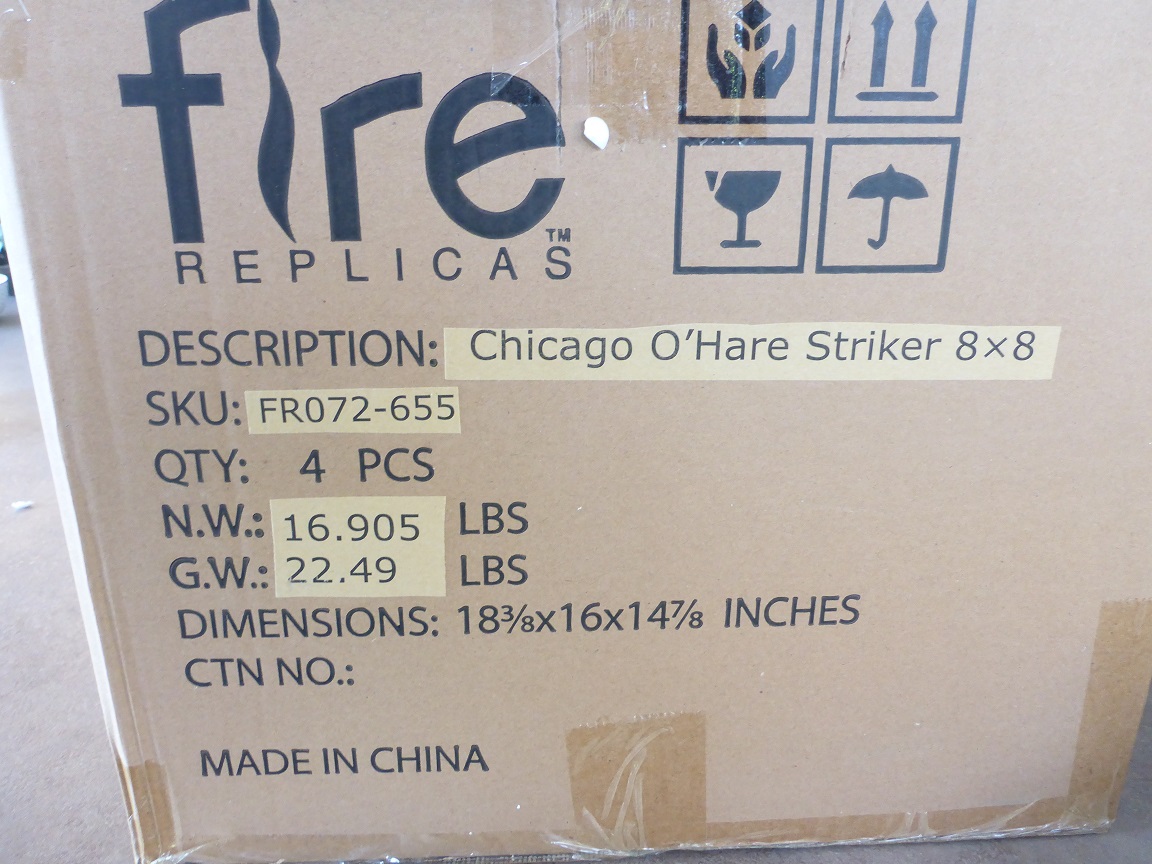 fire
REPLICAS™
DESCRIPTION: Chicago O'Hare Striker 8×8
SKU: FR072-655
QTY: 4 PCS
N.W.: 16.905 LBS
G.W.: 22.49 LBS
DIMENSIONS: 18⅜x16x14⅞ INCHES
CTN NO.:
MADE IN CHINA